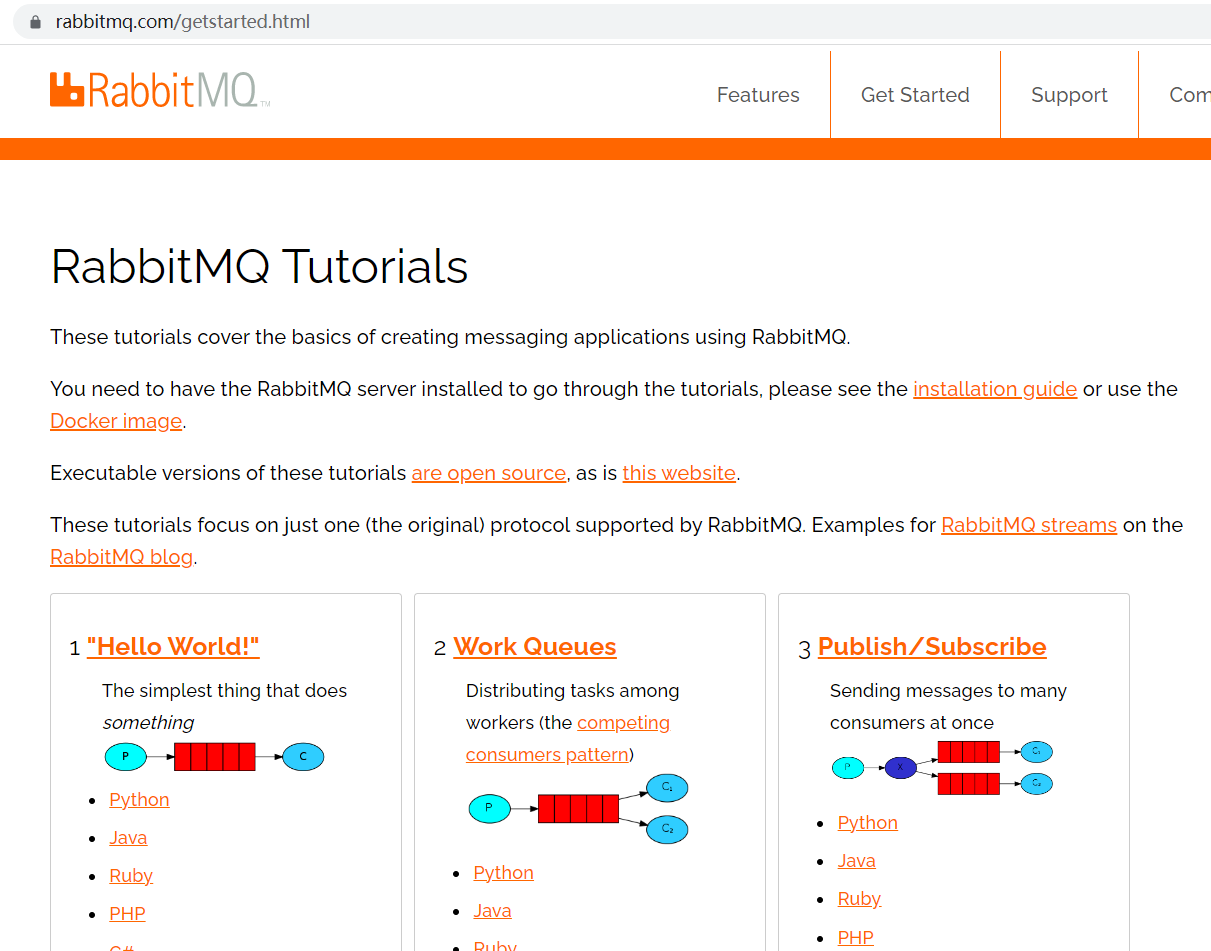 rabbitmq.com/getstarted.html
RabbitMQ™
Features
Get Started
Support
Com
RabbitMQ Tutorials
These tutorials cover the basics of creating messaging applications using RabbitMQ.
You need to have the RabbitMQ server installed to go through the tutorials, please see the installation guide or use the
Docker image.
Executable versions of these tutorials are open source, as is this website.
These tutorials focus on just one (the original) protocol supported by RabbitMQ. Examples for RabbitMQ streams on the
RabbitMQ blog.
1 "Hello World!"
The simplest thing that does
something
P
C
• Python
• Java
• Ruby
• PHP
C#
2 Work Queues
Distributing tasks among
workers (the competing
consumers pattern)
P
C₁
C₂
• Python
• Java
• Ruby
3 Publish/Subscribe
Sending messages to many
consumers at once
P
X
C₁
C₂
• Python
• Java
• Ruby
• PHP